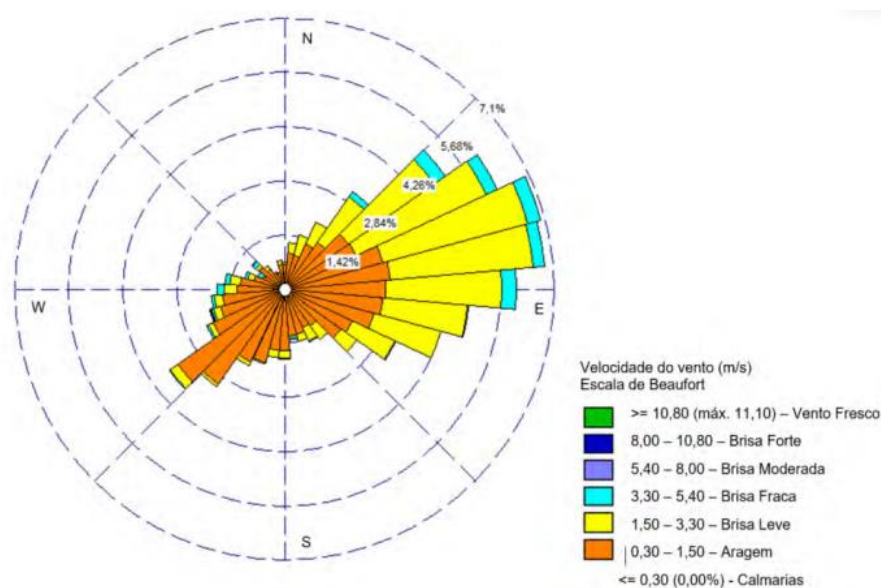 N
7,1%
5,68%
4,26%
2,84%
1,42%
W
E
S
Velocidade do vento (m/s)
Escala de Beaufort
>= 10,80 (máx. 11,10) – Vento Fresco
8,00 – 10,80 – Brisa Forte
5,40 – 8,00 – Brisa Moderada
3,30 – 5,40 – Brisa Fraca
1,50 – 3,30 – Brisa Leve
0,30 – 1,50 – Aragem
<= 0,30 (0,00%) - Calmarias